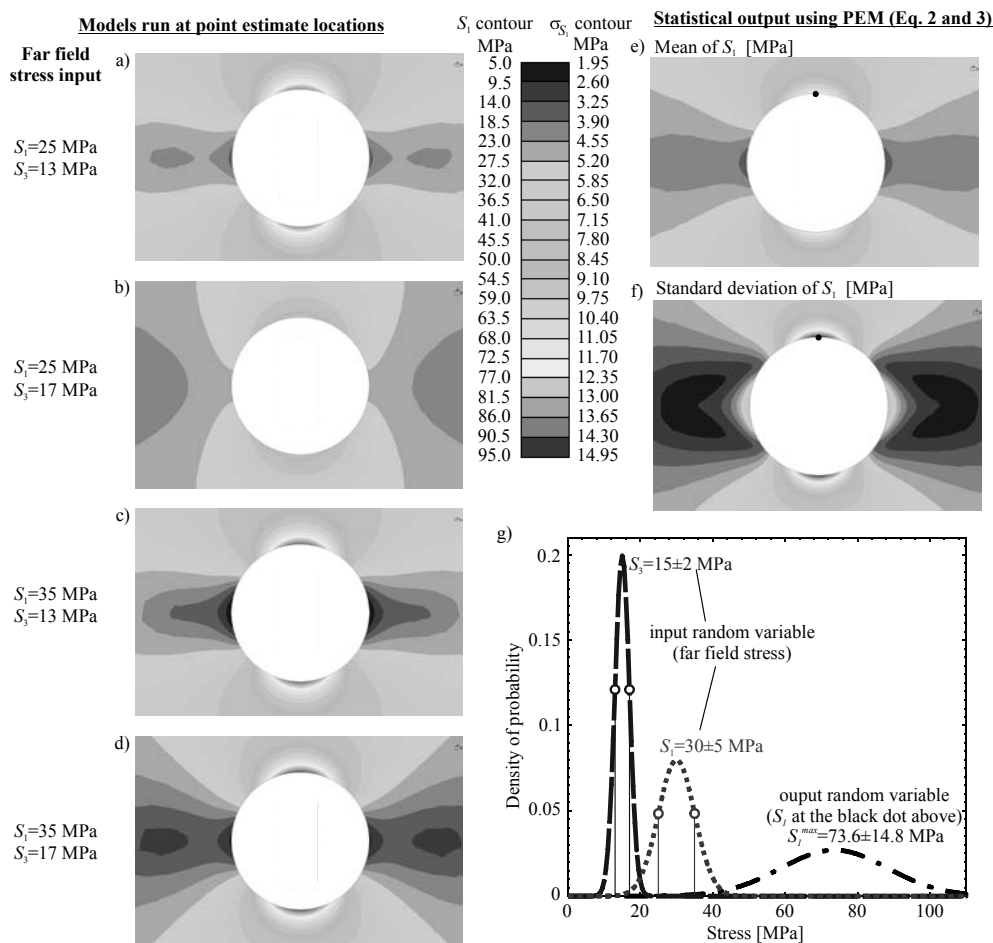 Models run at point estimate locations
Far field
stress input
a)
S1=25 MPa
S3=13 MPa
b)
S1=25 MPa
S3=17 MPa
c)
S1=35 MPa
S3=13 MPa
d)
S1=35 MPa
S3=17 MPa
S1 contour σS1 contour
MPa MPa
5.0 1.95
9.5 2.60
14.0 3.25
18.5 3.90
23.0 4.55
27.5 5.20
32.0 5.85
36.5 6.50
41.0 7.15
45.5 7.80
50.0 8.45
54.5 9.10
59.0 9.75
63.5 10.40
68.0 11.05
72.5 11.70
77.0 12.35
81.5 13.00
86.0 13.65
90.5 14.30
95.0 14.95
Statistical output using PEM (Eq. 2 and 3)
e) Mean of S1 [MPa]
f) Standard deviation of S1 [MPa]
g)
Density of probability
0.2
0.15
0.1
0.05
0
S3=15±2 MPa
input random variable
(far field stress)
S1=30±5 MPa
ouput random variable
(S1 at the black dot above)
S1max=73.6±14.8 MPa
0 20 40 60 80 100
Stress [MPa]